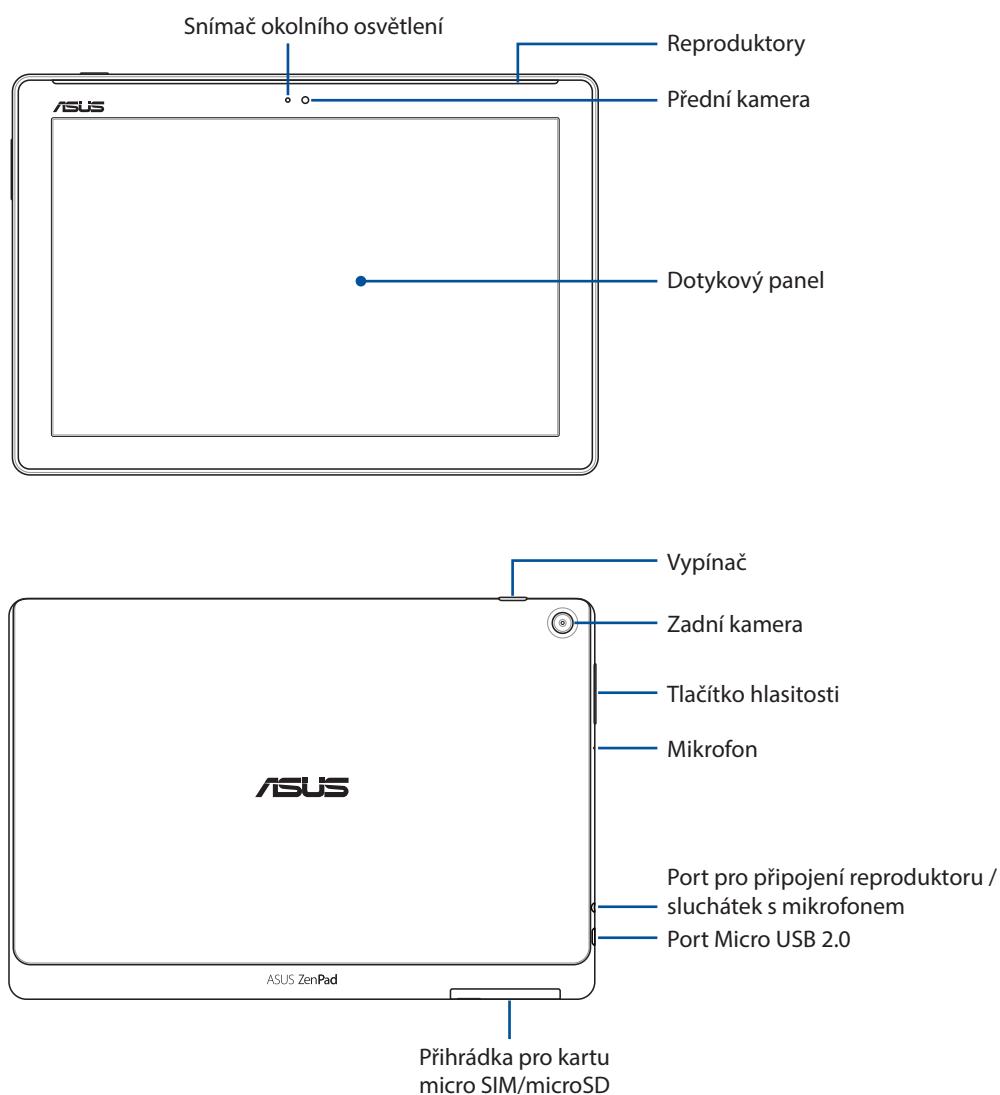 Snímač okolního osvětlení
Reproduktory
Přední kamera
ASUS
Dotykový panel
Vypínač
Zadní kamera
Tlačítko hlasitosti
Mikrofon
ASUS
Port pro připojení reproduktoru /
sluchátek s mikrofonem
Port Micro USB 2.0
ASUS ZenPad
Přihrádka pro kartu
micro SIM/microSD